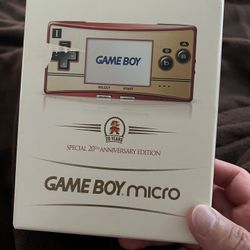 GAME BOY
SELECT START
20 YEARS
SPECIAL 20TH ANNIVERSARY EDITION
GAME BOY micro